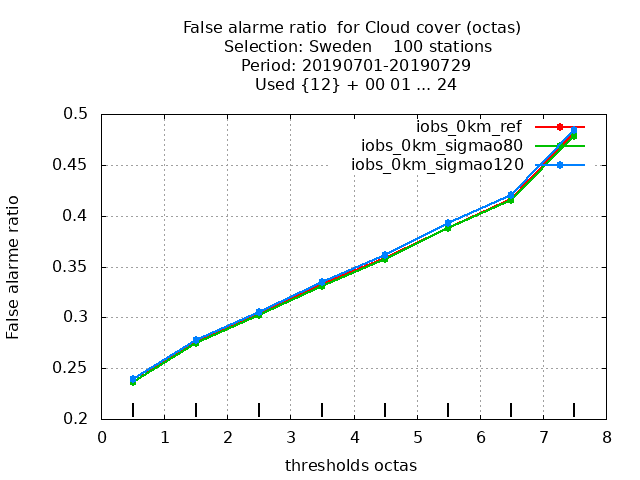 False alarme ratio  for Cloud cover (octas)
Selection: Sweden    100 stations
Period: 20190701-20190729
Used {12} + 00 01 ... 24
iobs_0km_ref
iobs_0km_sigmao80
iobs_0km_sigmao120
False alarme ratio
0.5
0.45
0.4
0.35
0.3
0.25
0.2
0 1 2 3 4 5 6 7 8
thresholds octas